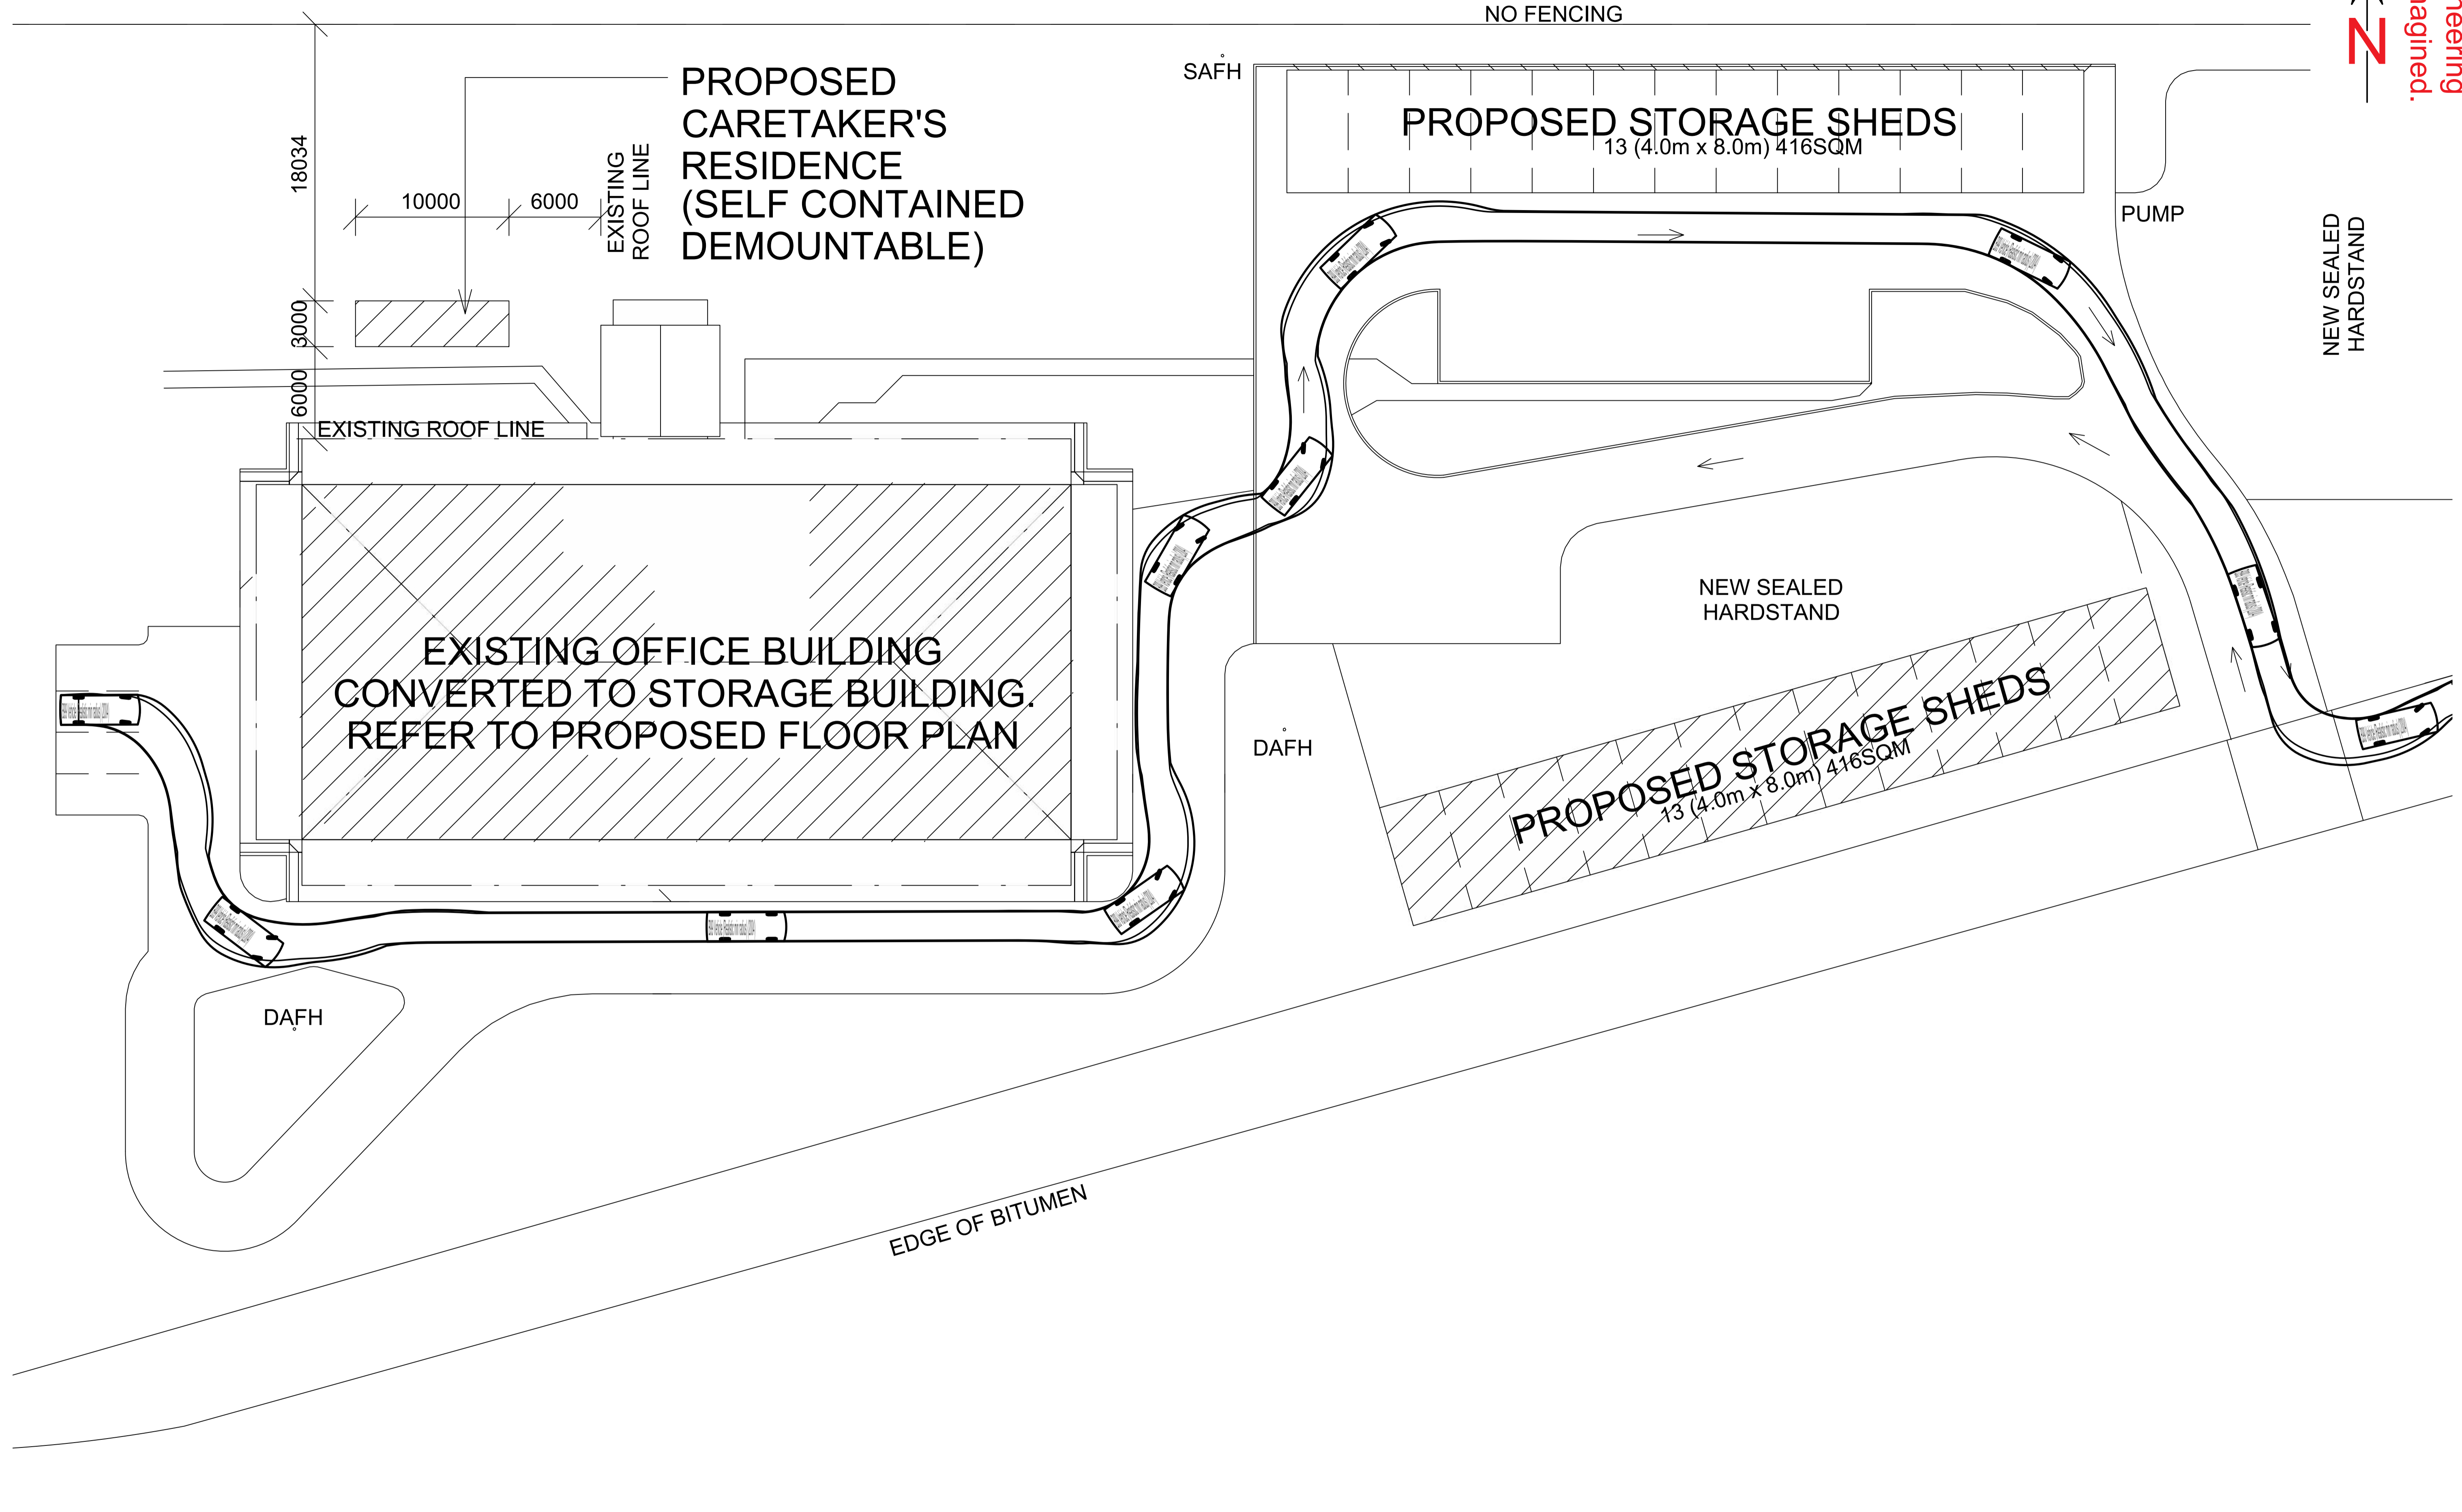 NO FENCING
N
neering
nagined.
SAFH
PROPOSED
CARETAKER'S
RESIDENCE
(SELF CONTAINED
DEMOUNTABLE)
18034
10000
6000
EXISTING
ROOF LINE
3000
6000
EXISTING ROOF LINE
PROPOSED STORAGE SHEDS
13 (4.0m x 8.0m) 416SQM
PUMP
NEW SEALED
HARDSTAND
EXISTING OFFICE BUILDING
CONVERTED TO STORAGE BUILDING.
REFER TO PROPOSED FLOOR PLAN
NEW SEALED
HARDSTAND
PROPOSED STORAGE SHEDS
13 (4.0m x 8.0m) 416SQM
DAFH
DAFH
EDGE OF BITUMEN